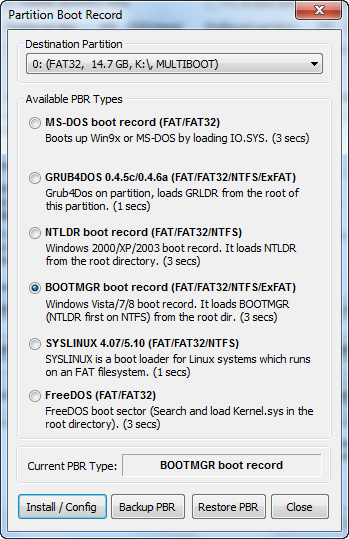 Partition Boot Record
Destination Partition
0: (FAT32, 14.7 GB, K:\, MULTIBOOT)
Available PBR Types
MS-DOS boot record (FAT/FAT32)
Boots up Win9x or MS-DOS by loading IO.SYS. (3 secs)
GRUB4DOS 0.4.5c/0.4.6a (FAT/FAT32/NTFS/ExFAT)
Grub4Dos on partition, loads GRLDR from the root of
this partition. (1 secs)
NTLDR boot record (FAT/FAT32/NTFS)
Windows 2000/XP/2003 boot record. It loads NTLDR
from the root directory. (3 secs)
BOOTMGR boot record (FAT/FAT32/NTFS/ExFAT)
Windows Vista/7/8 boot record. It loads BOOTMGR
(NTLDR first on NTFS) from the root dir. (3 secs)
SYSLINUX 4.07/5.10 (FAT/FAT32/NTFS)
SYSLINUX is a boot loader for Linux systems which runs
on an FAT filesystem. (1 secs)
FreeDOS (FAT/FAT32)
FreeDOS boot sector (Search and load Kernel.sys in the
root directory). (3 secs)
Current PBR Type: BOOTMGR boot record
Install / Config Backup PBR Restore PBR Close